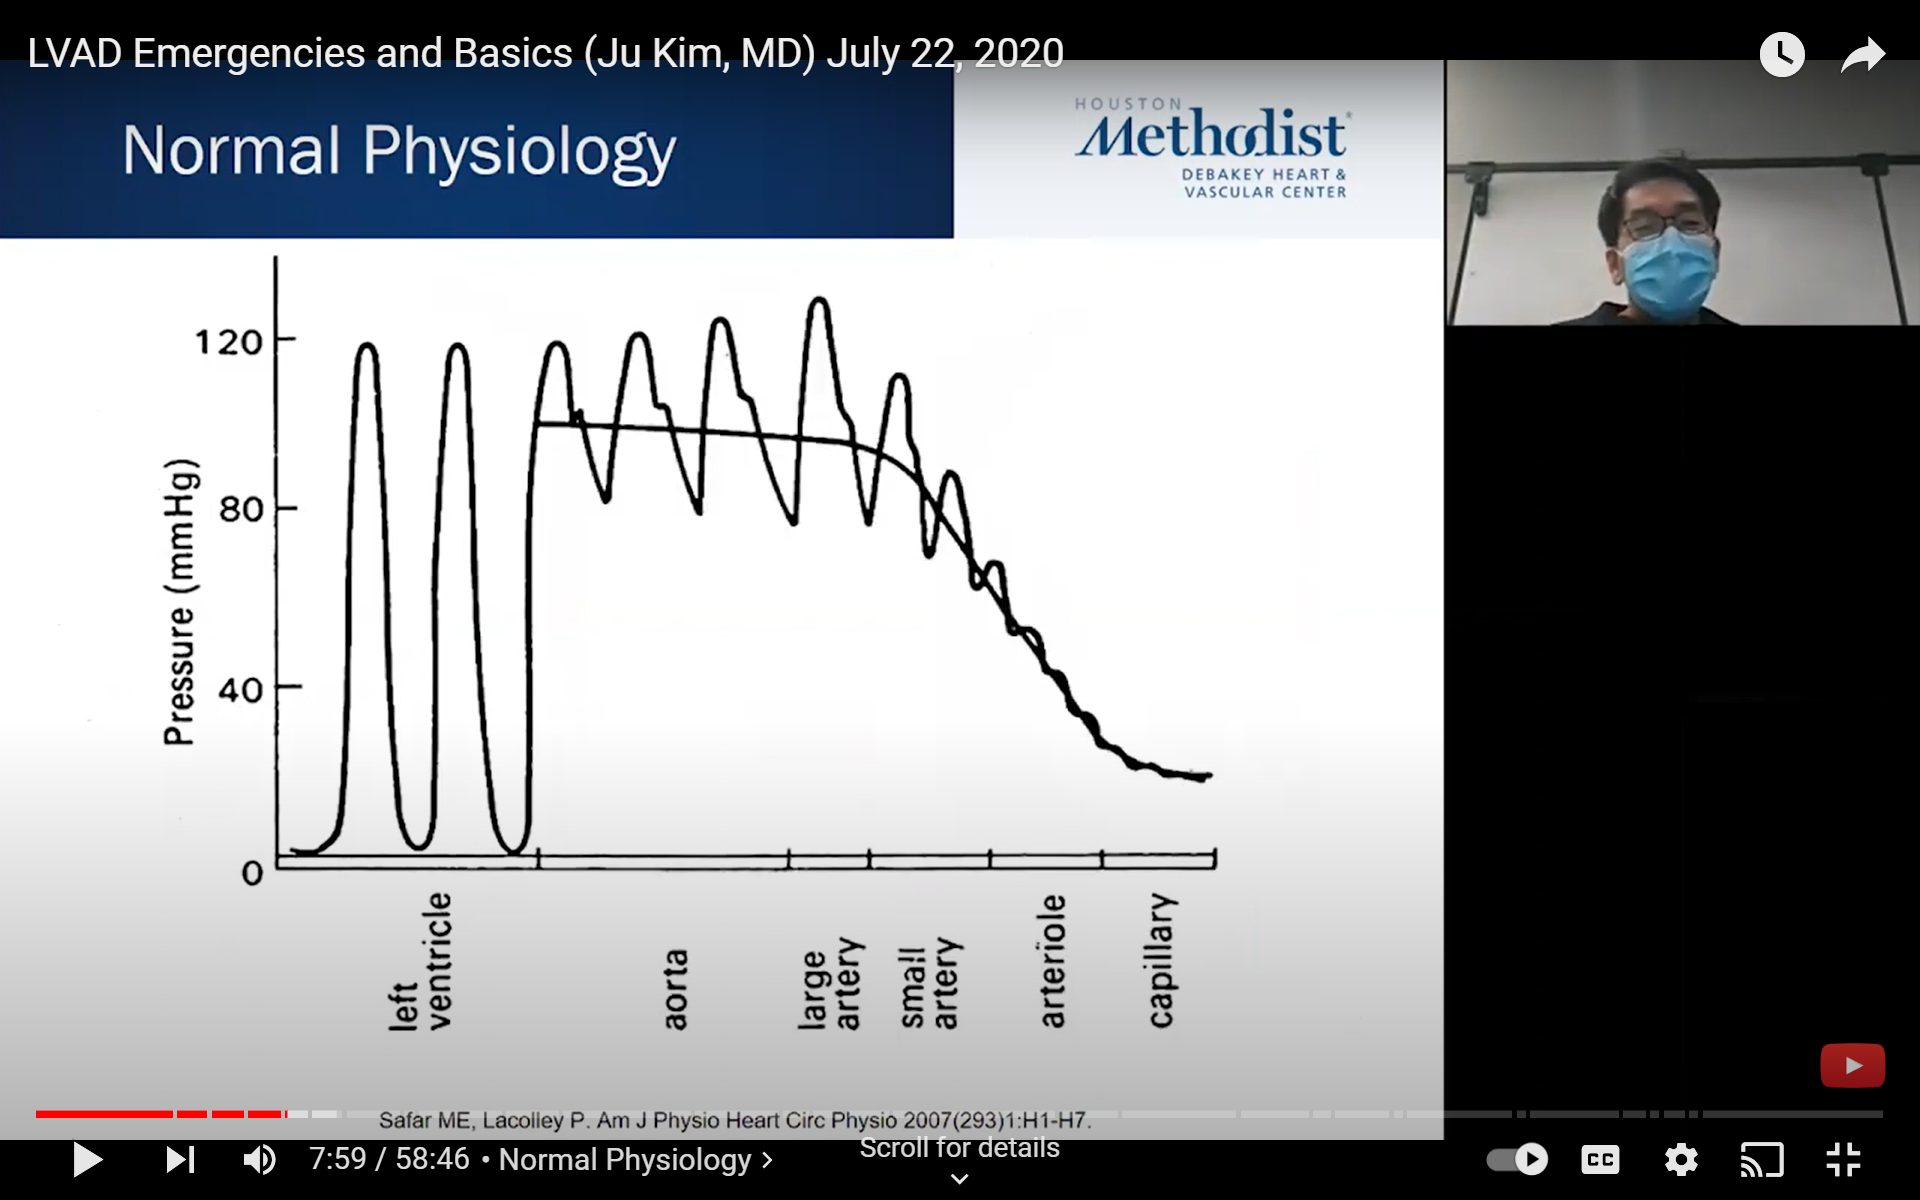 LVAD Emergencies and Basics (Ju Kim, MD) July 22, 2020
Normal Physiology
HOUSTON
Methodist
DEBAKEY HEART &
VASCULAR CENTER
120
80
40
0
Pressure (mmHg)
left
ventricle
aorta
large
artery
small
artery
arteriole
capillary
Safar ME, Lacolley P. Am J Physio Heart Circ Physio 2007(293)1:H1-H7.
7:59 / 58:46 • Normal Physiology
Scroll for details
CC